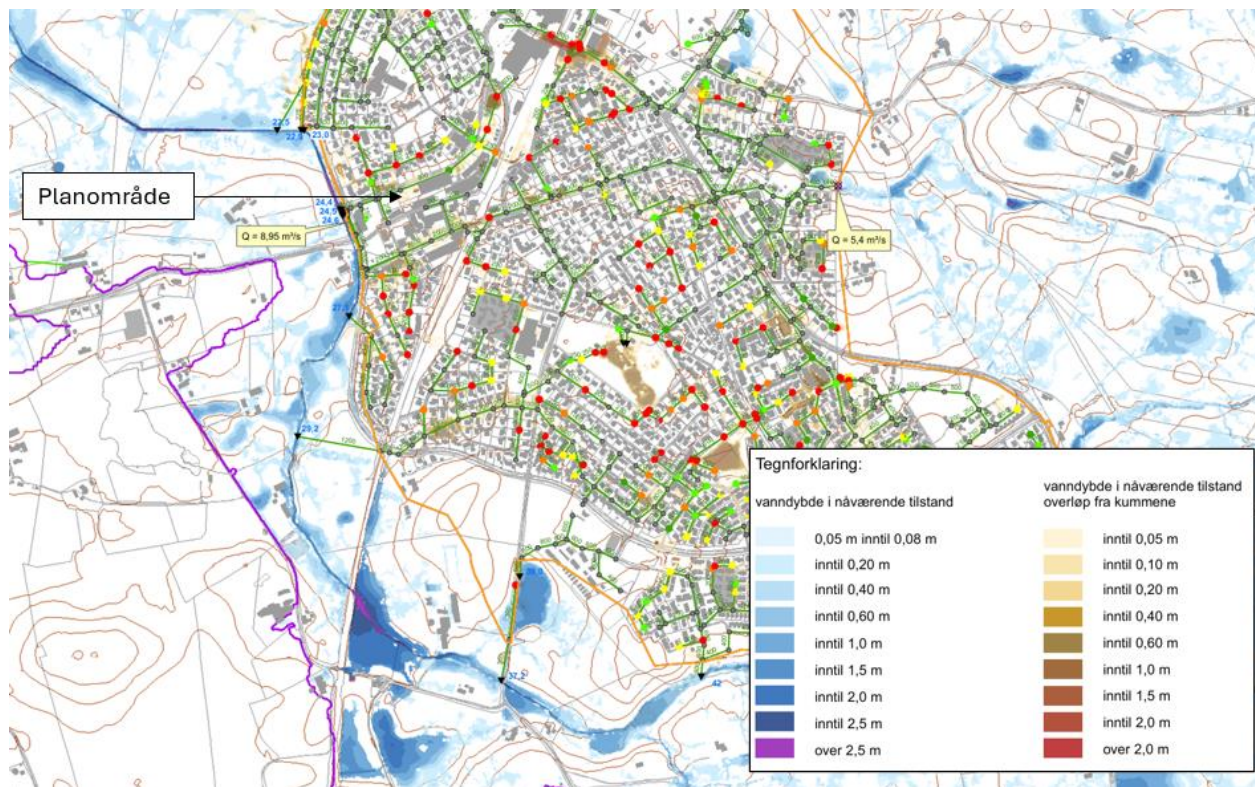 22,5
22,8
23,0
Planområde
24,4
24,5
24,6
Q = 8,95 m³/s
Q = 5,4 m³/s
27,1
29,2
1200
37,2
42
Tegnforklaring:
vanndybde i nåværende tilstand
0,05 m inntil 0,08 m
inntil 0,20 m
inntil 0,40 m
inntil 0,60 m
inntil 1,0 m
inntil 1,5 m
inntil 2,0 m
inntil 2,5 m
over 2,5 m
vanndybde i nåværende tilstand
overløp fra kummene
inntil 0,05 m
inntil 0,10 m
inntil 0,20 m
inntil 0,40 m
inntil 0,60 m
inntil 1,0 m
inntil 1,5 m
inntil 2,0 m
over 2,0 m